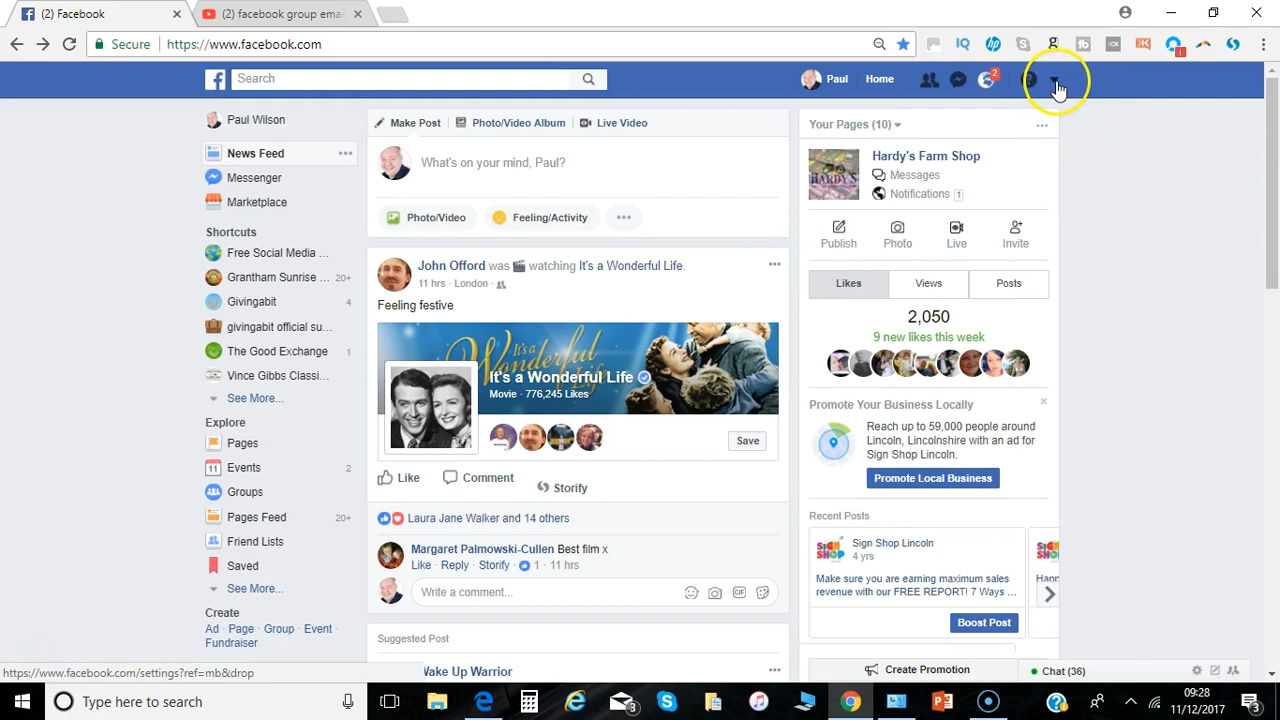 (2) Facebook
(2) facebook group emai
Secure
https://www.facebook.com
Search
Paul
Home
2
Paul Wilson
News Feed
Messenger
Marketplace
Shortcuts
Free Social Media ...
Grantham Sunrise ... 20+
Givingabit 4
givingabit official su...
The Good Exchange 1
Vince Gibbs Classi...
See More...
Explore
Pages
Events 2
Groups
Pages Feed 20+
Friend Lists
Saved
See More...
Create
Ad · Page · Group · Event ·
Fundraiser
https://www.facebook.com/settings?ref=mb&drop
Make Post
Photo/Video Album
Live Video
What's on your mind, Paul?
Photo/Video
Feeling/Activity
John Offord was watching It's a Wonderful Life.
11 hrs · London ·
Feeling festive
It's a Wonderful Life
Movie · 776,245 Likes
Save
Like
Comment
Storify
Laura Jane Walker and 14 others
Margaret Palmowski-Cullen Best film x
Like · Reply · Storify · 1 · 11 hrs
Write a comment...
GIF
Suggested Post
Wake Up Warrior
Your Pages (10)
Hardy's Farm Shop
Messages
Notifications 1
HARDY'S
Publish
Photo
Live
Invite
Likes
Views
Posts
2,050
9 new likes this week
Promote Your Business Locally
Reach up to 59,000 people around
Lincoln, Lincolnshire with an ad for
Sign Shop Lincoln.
Promote Local Business
Recent Posts
SIGN SHOP
Sign Shop Lincoln
4 yrs
Make sure you are earning maximum sales
revenue with our FREE REPORT! 7 Ways ...
Boost Post
Create Promotion
Chat (36)
Type here to search
3
09:28
11/12/2017
3